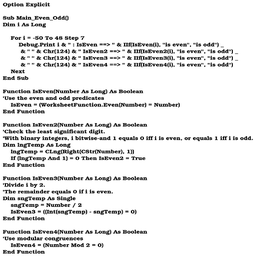 Option Explicit
Sub Main_Even_Odd()
Dim i As Long
For i = -50 To 48 Step 7
Debug.Print i & " : IsEven ==> " & IIf(IsEven(i), "is even", "is odd") _
& " " & Chr(124) & " IsEven2 ==> " & IIf(IsEven2(i), "is even", "is odd") _
& " " & Chr(124) & " IsEven3 ==> " & IIf(IsEven3(i), "is even", "is odd") _
& " " & Chr(124) & " IsEven4 ==> " & IIf(IsEven4(i), "is even", "is odd")
Next
End Sub
Function IsEven(Number As Long) As Boolean
'Use the even and odd predicates
IsEven = (WorksheetFunction.Even(Number) = Number)
End Function
Function IsEven2(Number As Long) As Boolean
'Check the least significant digit.
'With binary integers, i bitwise-and 1 equals 0 iff i is even, or equals 1 iff i is odd.
Dim lngTemp As Long
lngTemp = CLng(Right(CStr(Number), 1))
If (lngTemp And 1) = 0 Then IsEven2 = True
End Function
Function IsEven3(Number As Long) As Boolean
'Divide i by 2.
'The remainder equals 0 if i is even.
Dim sngTemp As Single
sngTemp = Number / 2
IsEven3 = ((Int(sngTemp) - sngTemp) = 0)
End Function
Function IsEven4(Number As Long) As Boolean
'Use modular congruences
IsEven4 = (Number Mod 2 = 0)
End Function